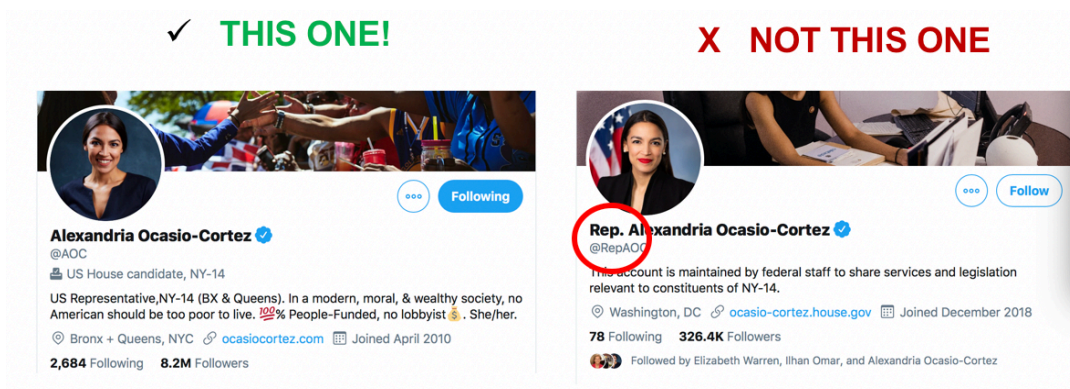 ✓ THIS ONE!
X NOT THIS ONE
Following
Alexandria Ocasio-Cortez
@AOC
US House candidate, NY-14
US Representative,NY-14 (BX & Queens). In a modern, moral, & wealthy society, no
American should be too poor to live. 💯% People-Funded, no lobbyist💰. She/her.
Bronx + Queens, NYC ocasiocortez.com Joined April 2010
2,684 Following 8.2M Followers
Follow
Rep. Alexandria Ocasio-Cortez
@RepAOC
This account is maintained by federal staff to share services and legislation
relevant to constituents of NY-14.
Washington, DC ocasio-cortez.house.gov Joined December 2018
78 Following 326.4K Followers
Followed by Elizabeth Warren, Ilhan Omar, and Alexandria Ocasio-Cortez